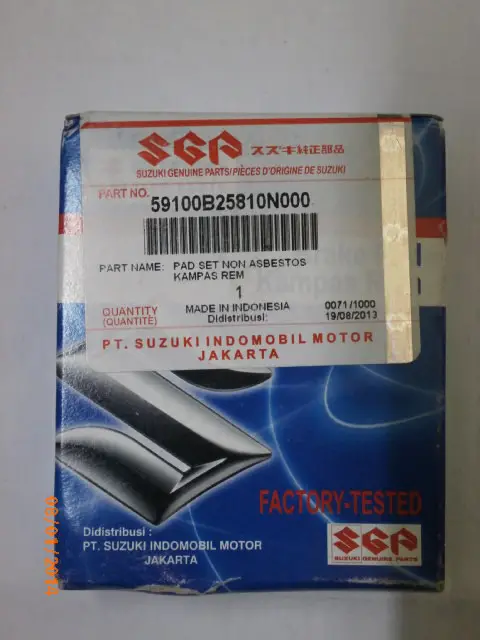 SGP スズキ純正部品
SUZUKI GENUINE PARTS/PIÈCES D'ORIGINE DE SUZUKI
PART NO. 59100B25810N000
PART NAME: PAD SET NON ASBESTOS
KAMPAS REM
1
QUANTITY
(QUANTITÉ)
MADE IN INDONESIA 0071/1000
Didistribusi: 19/08/2013
PT. SUZUKI INDOMOBIL MOTOR
JAKARTA
FACTORY-TESTED
Didistribusi :
PT. SUZUKI INDOMOBIL MOTOR
JAKARTA
SGP
SUZUKI GENUINE PARTS